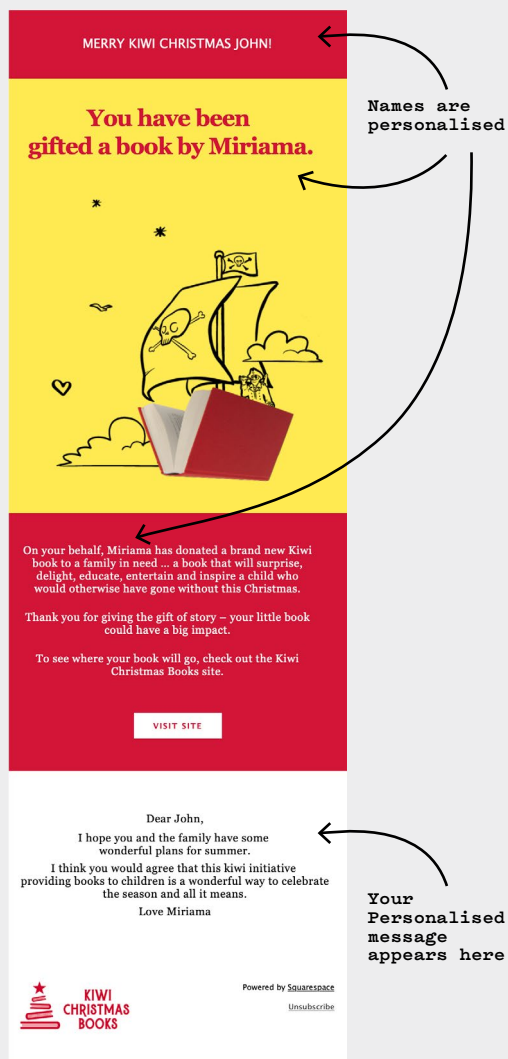 MERRY KIWI CHRISTMAS JOHN!
Names are
personalised
You have been
gifted a book by Miriama.
On your behalf, Miriama has donated a brand new Kiwi
book to a family in need ... a book that will surprise,
delight, educate, entertain and inspire a child who
would otherwise have gone without this Christmas.
Thank you for giving the gift of story – your little book
could have a big impact.
To see where your book will go, check out the Kiwi
Christmas Books site.
VISIT SITE
Dear John,
I hope you and the family have some
wonderful plans for summer.
I think you would agree that this kiwi initiative
providing books to children is a wonderful way to celebrate
the season and all it means.
Love Miriama
Your
Personalised
message
appears here
KIWI
CHRISTMAS
BOOKS
Powered by Squarespace
Unsubscribe